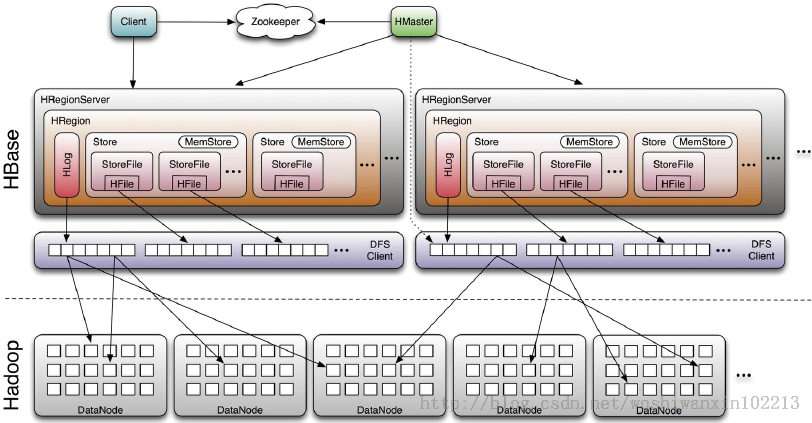 Client
Zookeeper
HMaster
HBase
HRegionServer
HRegion
HLog
Store
MemStore
StoreFile
HFile
StoreFile
HFile
...
Store
MemStore
StoreFile
...
...
DFS
Client
...
HRegionServer
HRegion
HLog
Store
MemStore
StoreFile
HFile
StoreFile
HFile
...
Store
MemStore
StoreFile
...
...
...
DFS
Client
...
Hadoop
DataNode
DataNode
DataNode
DataNode
DataNode
...
http://blog.csdn.net/woshiwanxin102213